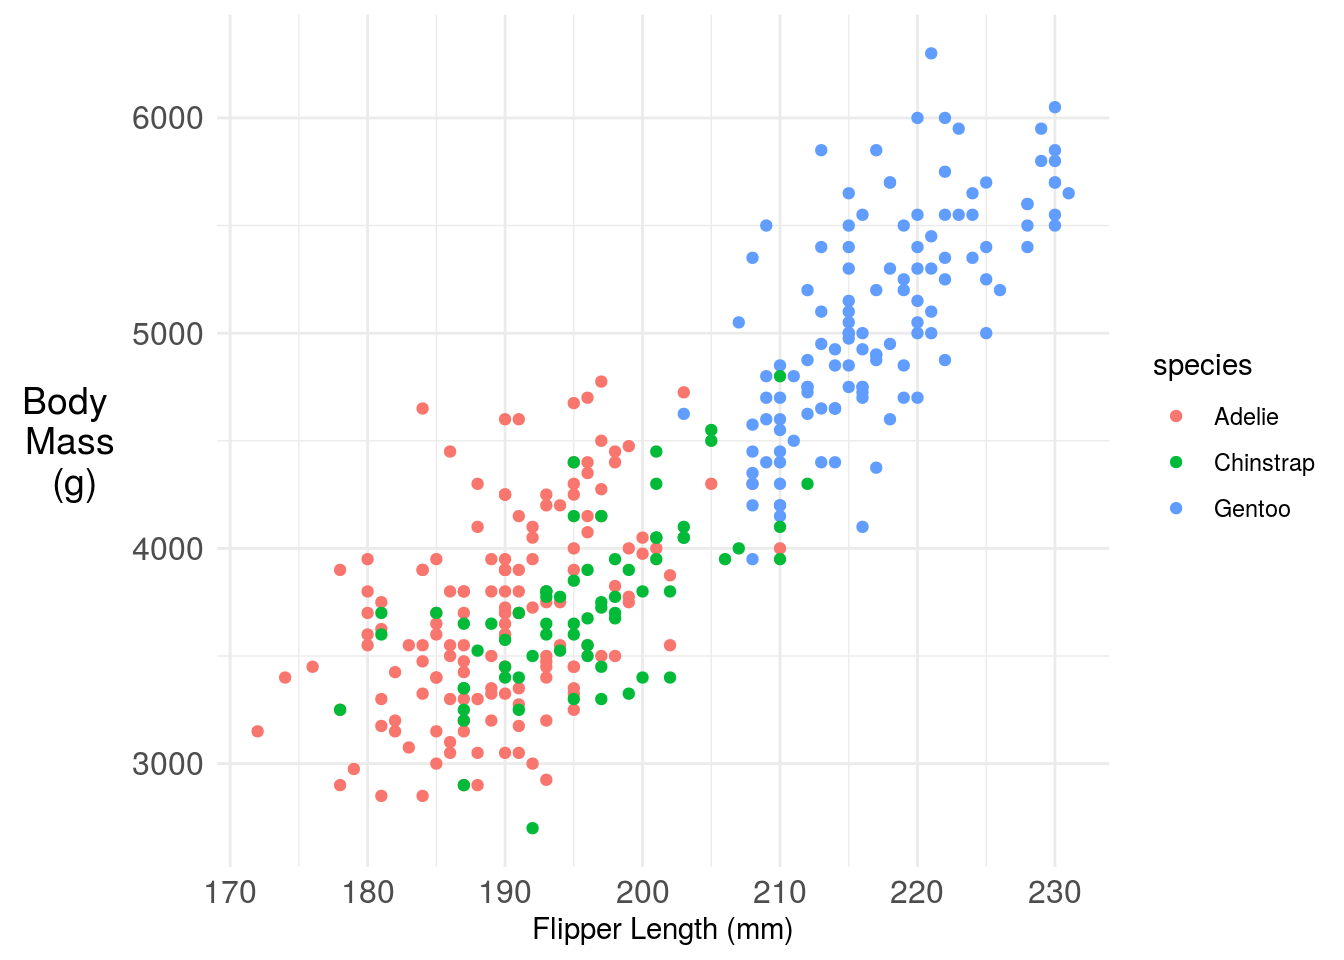 6000
5000
4000
3000
Body
Mass
(g)
170 180 190 200 210 220 230
Flipper Length (mm)
species
Adelie
Chinstrap
Gentoo